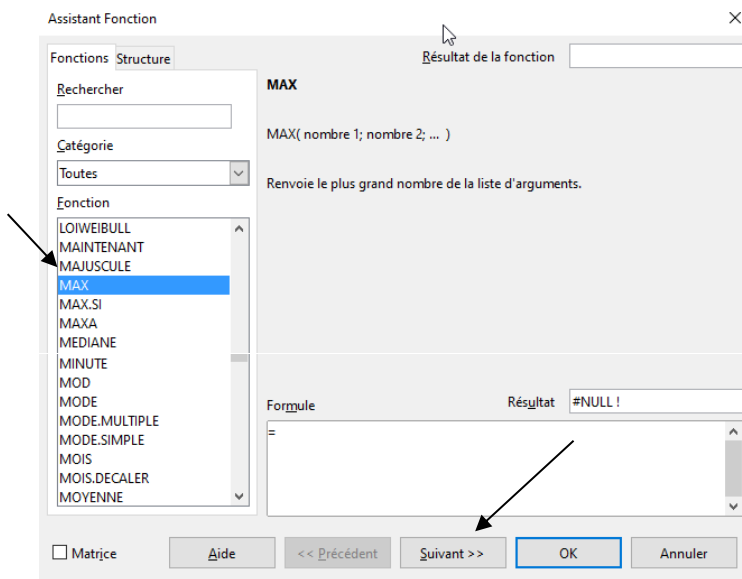 Assistant Fonction
Fonctions Structure
Résultat de la fonction
Rechercher
Catégorie
Toutes
Fonction
LOIWEIBULL
MAINTENANT
MAJUSCULE
MAX
MAX.SI
MAXA
MEDIANE
MINUTE
MOD
MODE
MODE.MULTIPLE
MODE.SIMPLE
MOIS
MOIS.DECALER
MOYENNE
MAX
MAX( nombre 1; nombre 2; ... )
Renvoie le plus grand nombre de la liste d'arguments.
Formule
Résultat #NULL !
=
Matrice Aide << Précédent Suivant >> OK Annuler